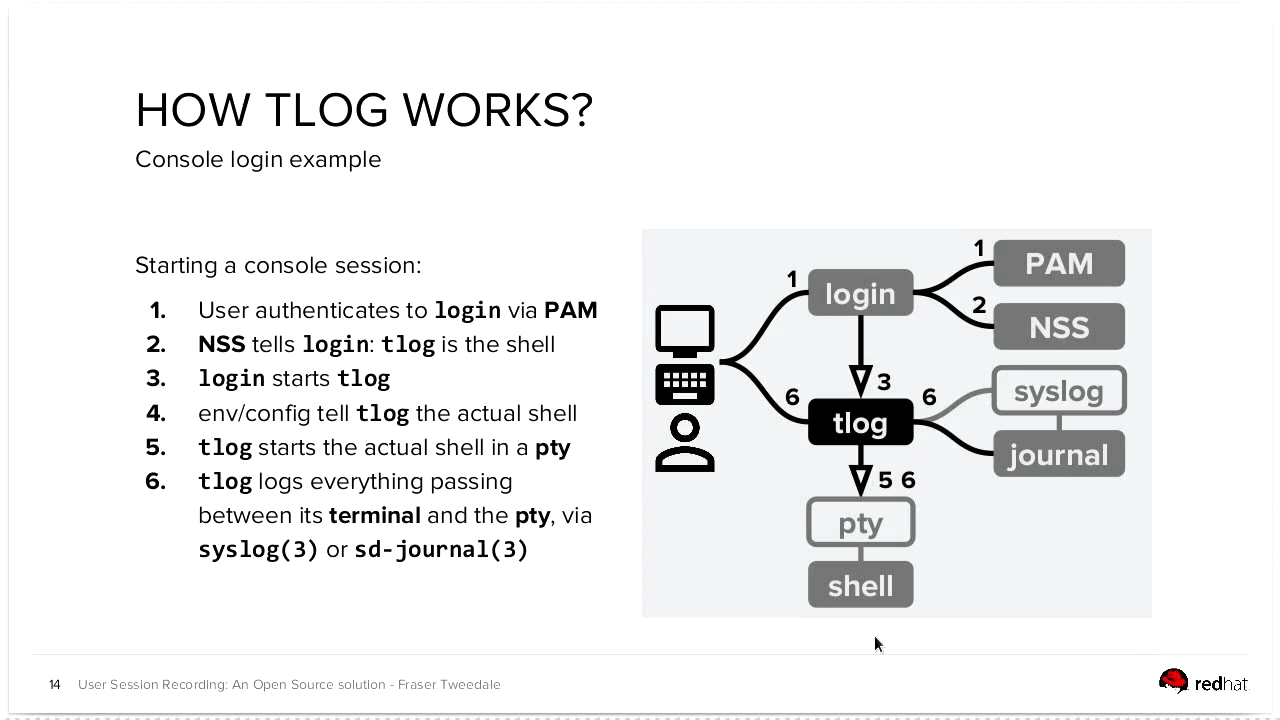 HOW TLOG WORKS?
Console login example
Starting a console session:
1. User authenticates to login via PAM
2. NSS tells login: tlog is the shell
3. login starts tlog
4. env/config tell tlog the actual shell
5. tlog starts the actual shell in a pty
6. tlog logs everything passing
between its terminal and the pty, via
syslog(3) or sd-journal(3)
1 login 1 PAM
2 NSS
3
6 tlog 6 syslog
journal
5 6
pty
shell
14 User Session Recording: An Open Source solution - Fraser Tweedale
redhat.